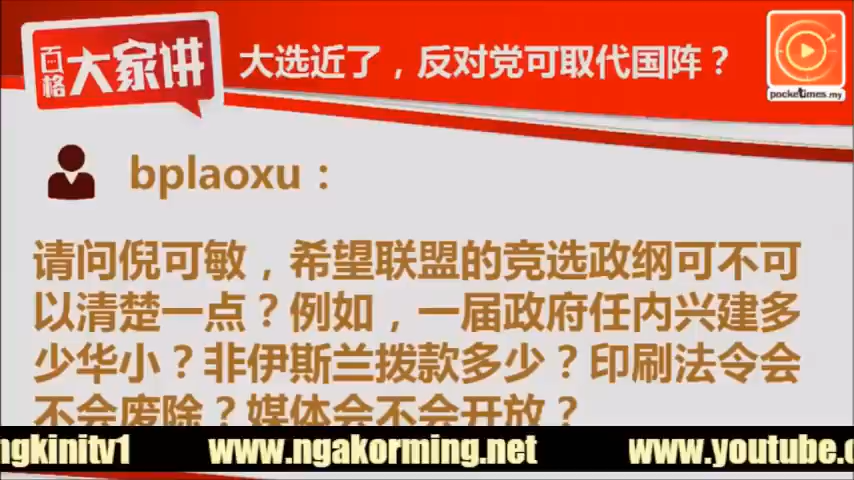 百格大家讲
大选近了，反对党可取代国阵？
pocketimes.my
bplaoxu：
请问倪可敏，希望联盟的竞选政纲可不可
以清楚一点？例如，一届政府任内兴建多
少华小？非伊斯兰拨款多少？印刷法令会
不会废除？媒体会不会开放？
ngkinitv1 www.ngakorming.net www.youtube.c